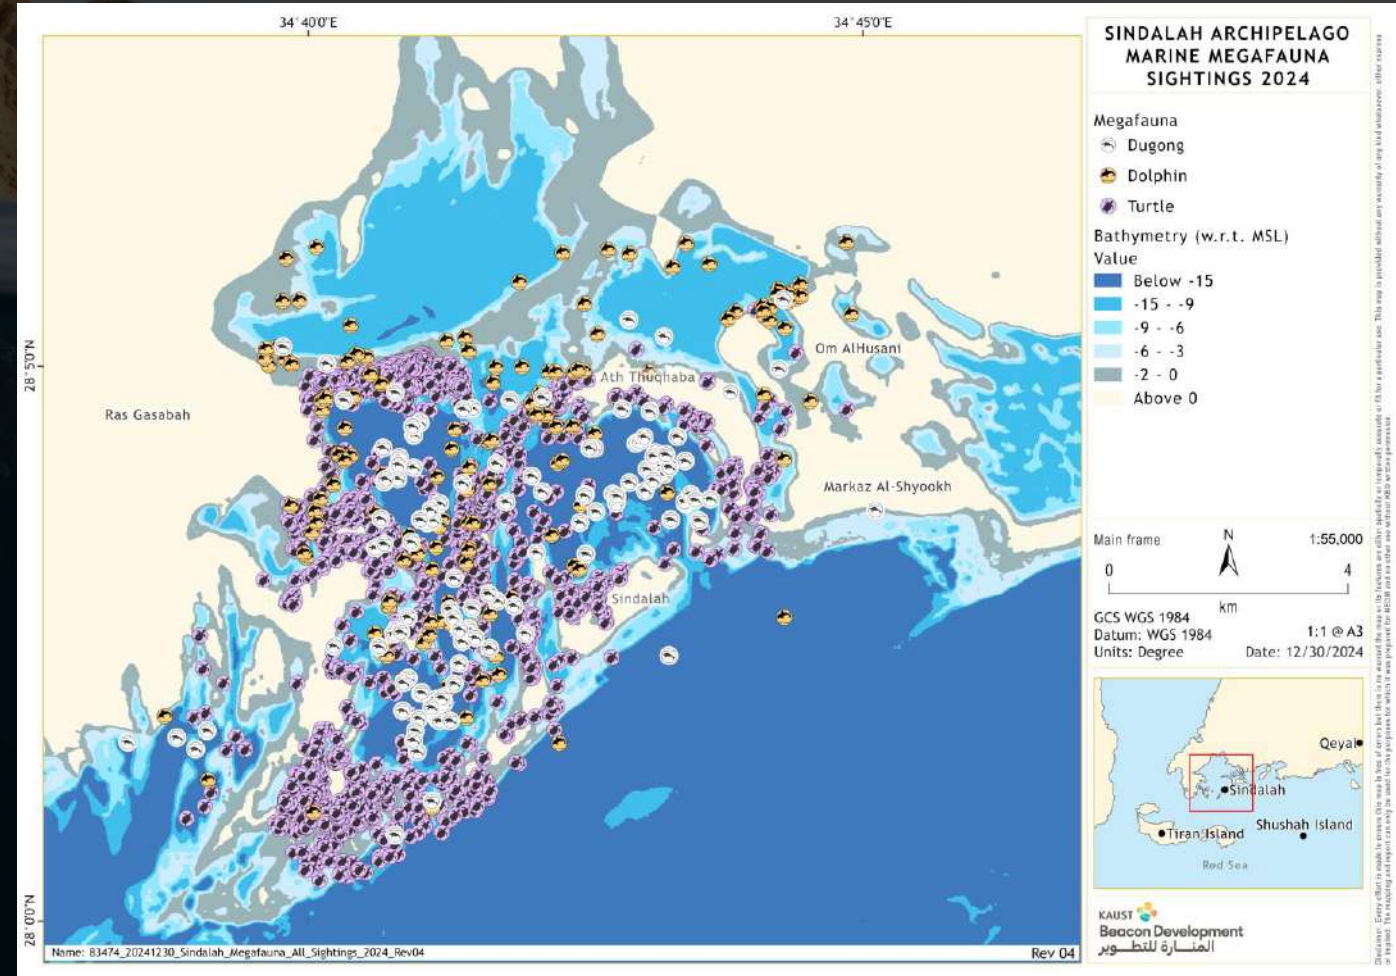 34°40'0"E
34°45'0"E
28°5'0"N
28°0'0"N
Ras Gasabah
Ath Thuqhaba
Om AlHusani
Markaz Al-Shyookh
Sindalah
Name: 83474_20241230_Sindalah_Megafauna_All_Sightings_2024_Rev04
Rev 04
SINDALAH ARCHIPELAGO
MARINE MEGAFAUNA
SIGHTINGS 2024
Megafauna
Dugong
Dolphin
Turtle
Bathymetry (w.r.t. MSL)
Value
Below -15
-15 - -9
-9 - -6
-6 - -3
-2 - 0
Above 0
Main frame
N
1:55,000
0
4
km
GCS WGS 1984
Datum: WGS 1984
1:1 @ A3
Units: Degree
Date: 12/30/2024
Qeyal
Sindalah
Tiran Island
Shushah Island
Red Sea
KAUST
Beacon Development
المنارة للتطوير